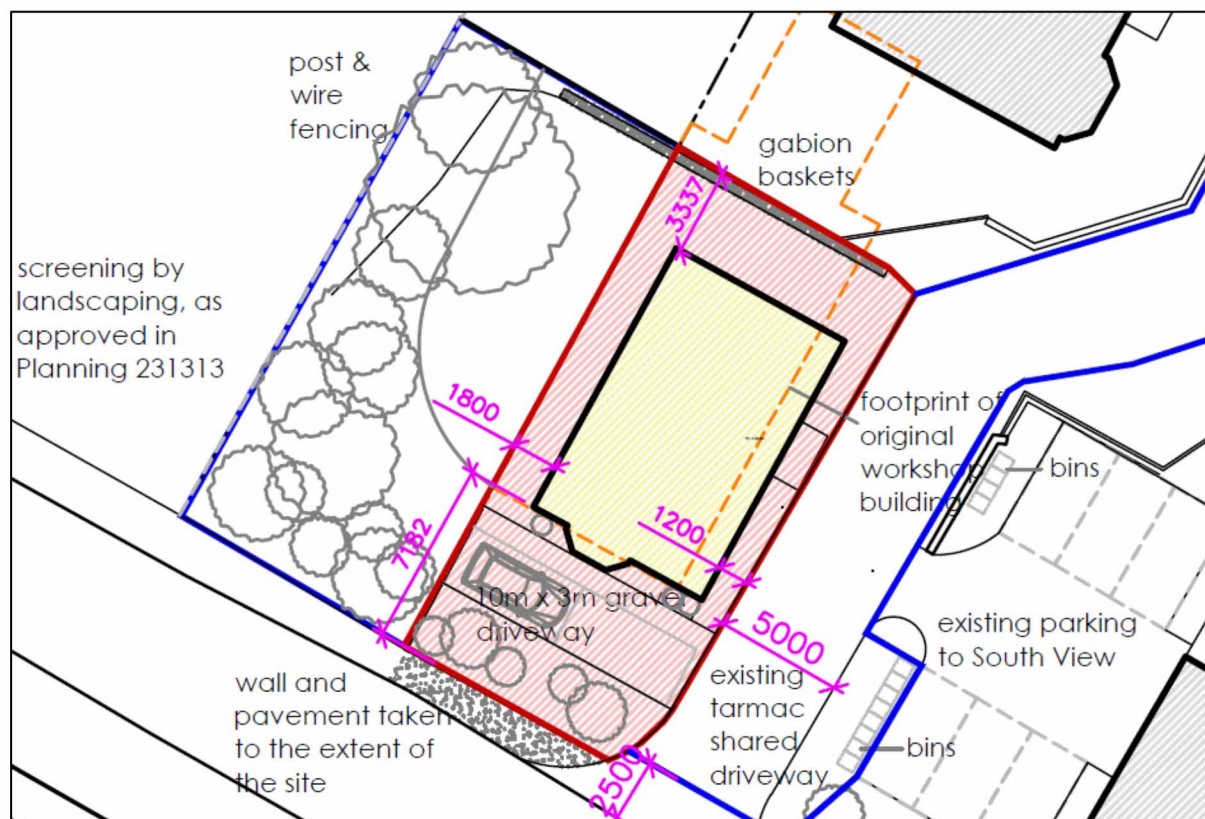 post &
wire
fencing
gabion
baskets
3337
screening by
landscaping, as
approved in
Planning 231313
1800
footprint of
original
workshop
building
bins
1200
7182
10m x 3m grave
driveway
5000
existing parking
to South View
wall and
pavement taken
to the extent of
the site
existing
tarmac
shared
driveway
bins
2500